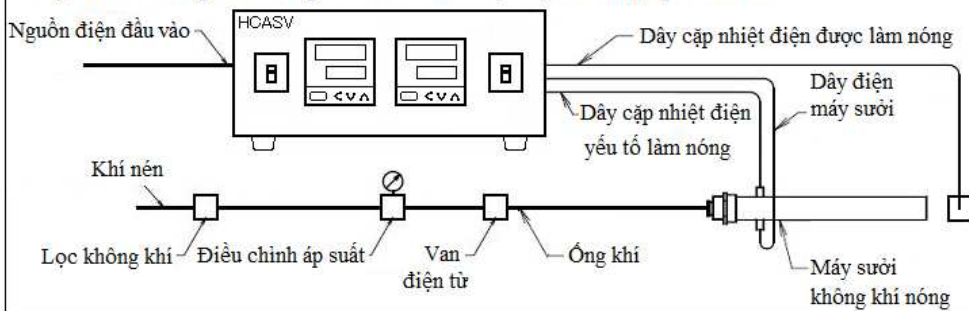 HCASV
Nguồn điện đầu vào
Dây cặp nhiệt điện được làm nóng
Dây điện
máy sưởi
Dây cặp nhiệt điện
yếu tố làm nóng
Khí nén
Lọc không khí
Điều chỉnh áp suất
Van
điện từ
Ống khí
Máy sưởi
không khí nóng